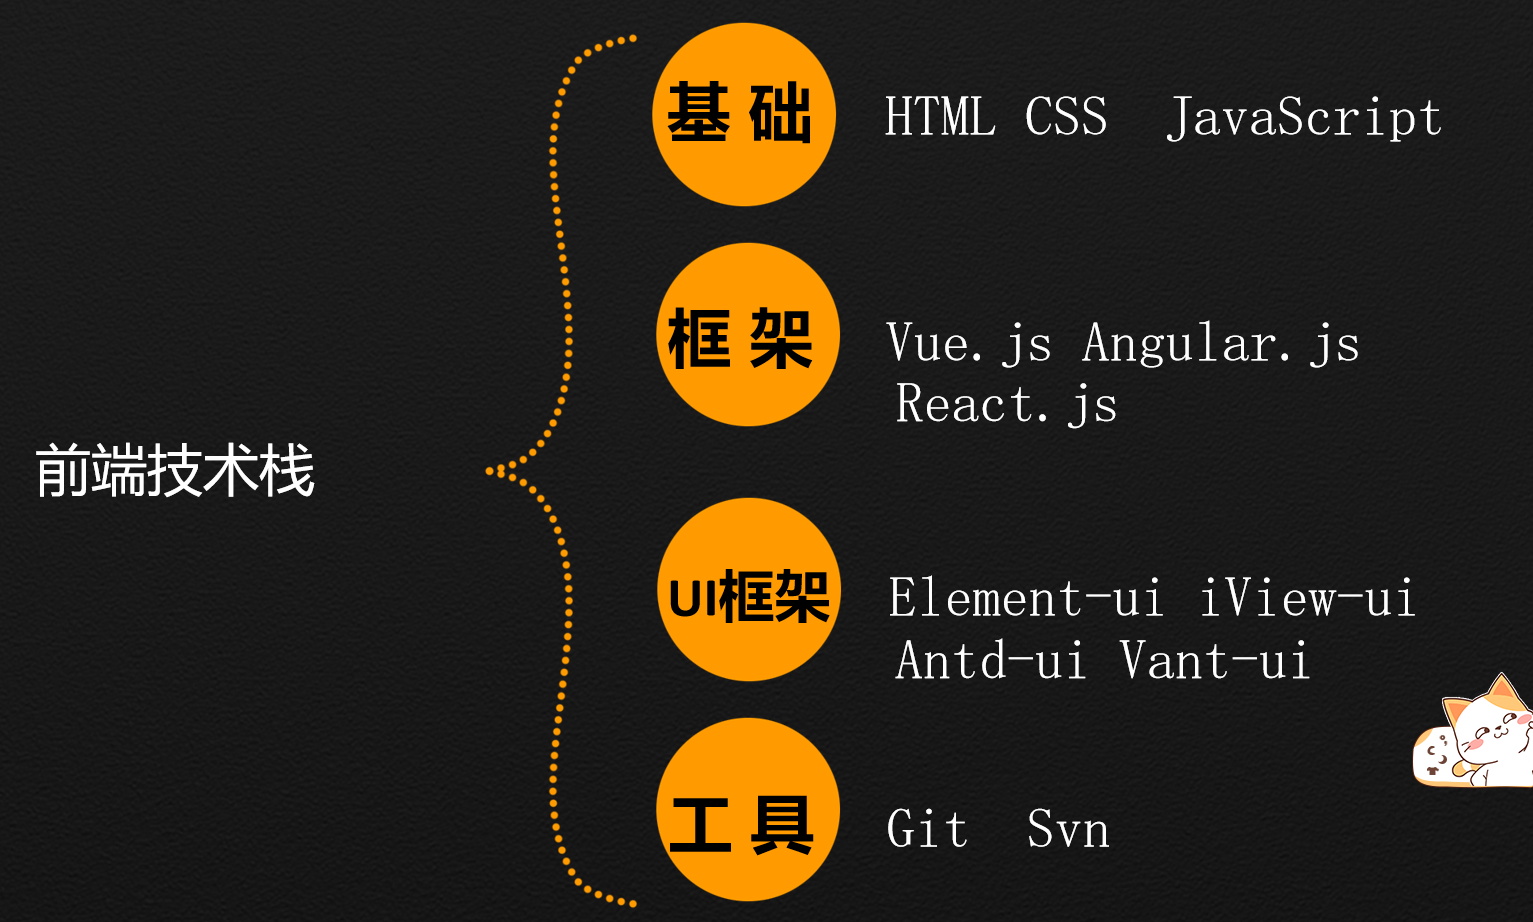 前端技术栈
基础
HTML CSS JavaScript
框架
Vue.js Angular.js
React.js
UI框架
Element-ui iView-ui
Antd-ui Vant-ui
工具
Git Svn